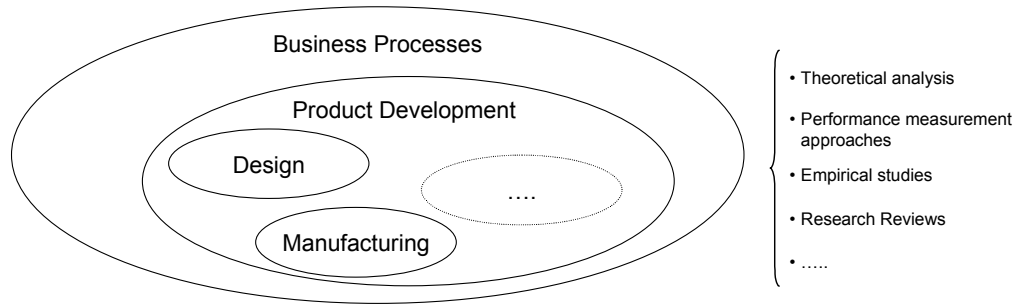 Business Processes
Product Development
Design
….
Manufacturing
• Theoretical analysis
• Performance measurement
approaches
• Empirical studies
• Research Reviews
• …..